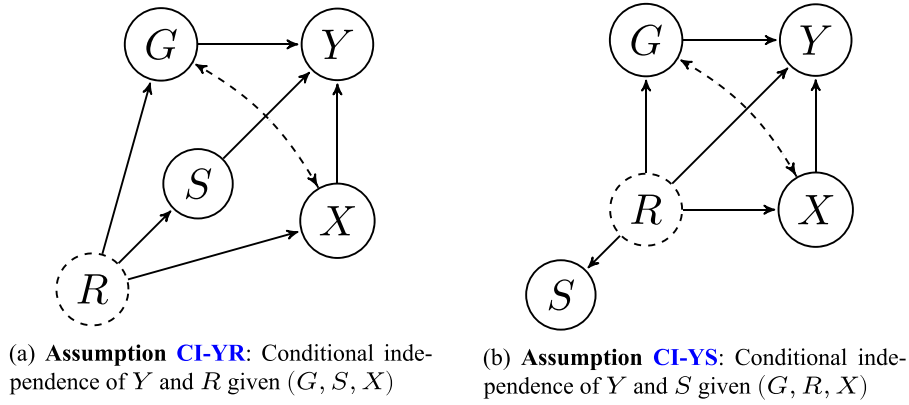 G
Y
S
X
R
G
Y
R
X
S
(a) Assumption CI-YR: Conditional inde-
pendence of Y and R given (G, S, X)
(b) Assumption CI-YS: Conditional inde-
pendence of Y and S given (G, R, X)